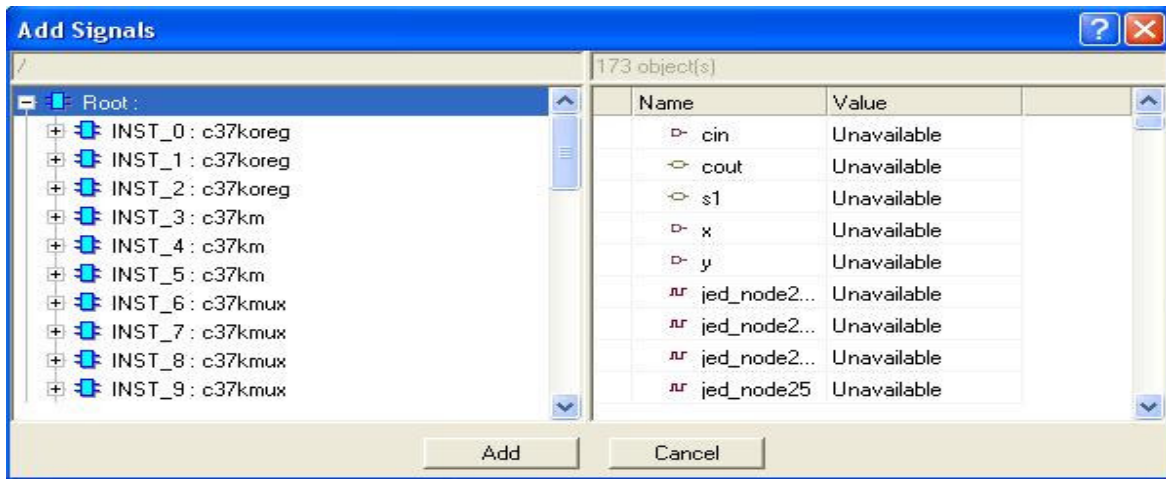 Add Signals
/
173 object(s)
Root :
INST_0 : c37koreg
INST_1 : c37koreg
INST_2 : c37koreg
INST_3 : c37km
INST_4 : c37km
INST_5 : c37km
INST_6 : c37kmux
INST_7 : c37kmux
INST_8 : c37kmux
INST_9 : c37kmux
Name Value
cin Unavailable
cout Unavailable
s1 Unavailable
x Unavailable
y Unavailable
jed_node2... Unavailable
jed_node2... Unavailable
jed_node2... Unavailable
jed_node25 Unavailable
Add Cancel